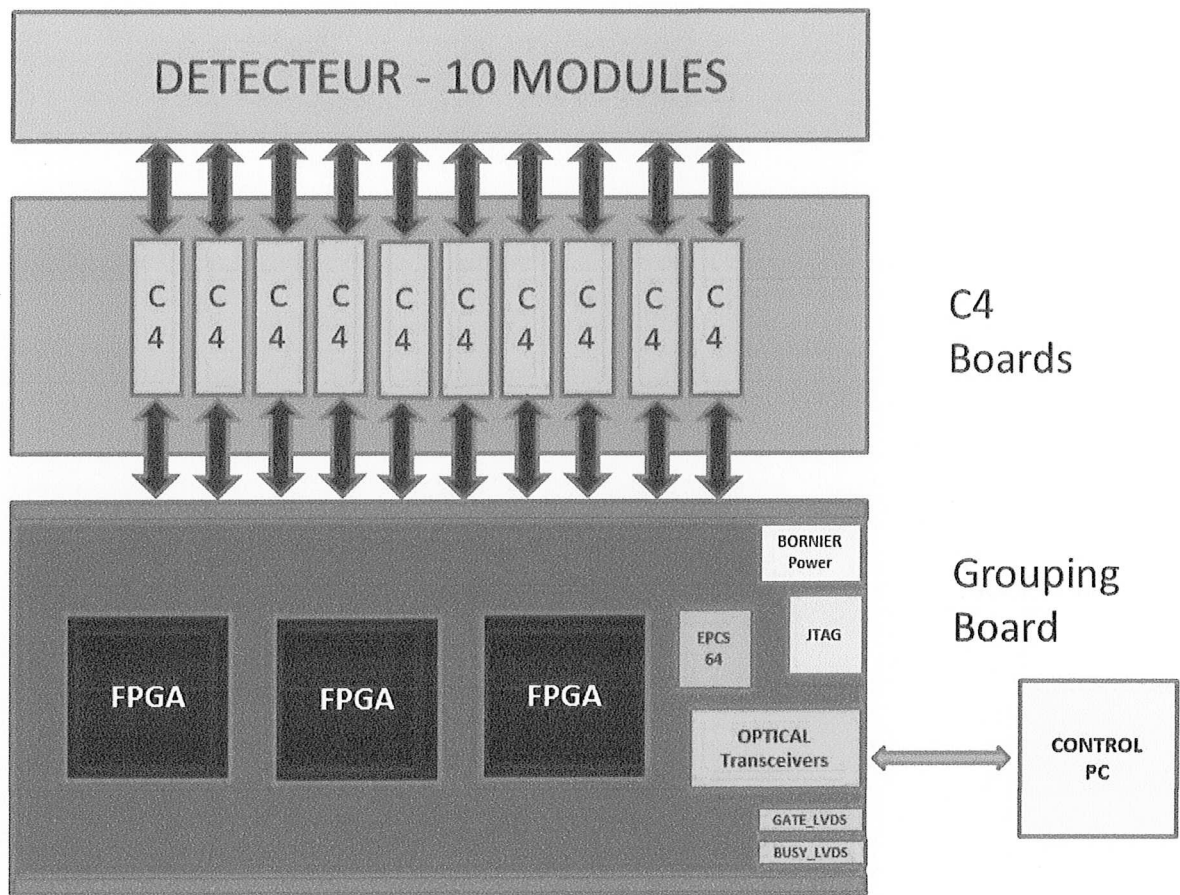 DETECTEUR - 10 MODULES
C C C C C C C C C C
4 4 4 4 4 4 4 4 4 4
C4
Boards
BORNIER
Power
Grouping
Board
JTAG
EPCS
64
FPGA
FPGA
FPGA
OPTICAL
Transceivers
CONTROL
PC
GATE_LVDS
BUSY_LVDS